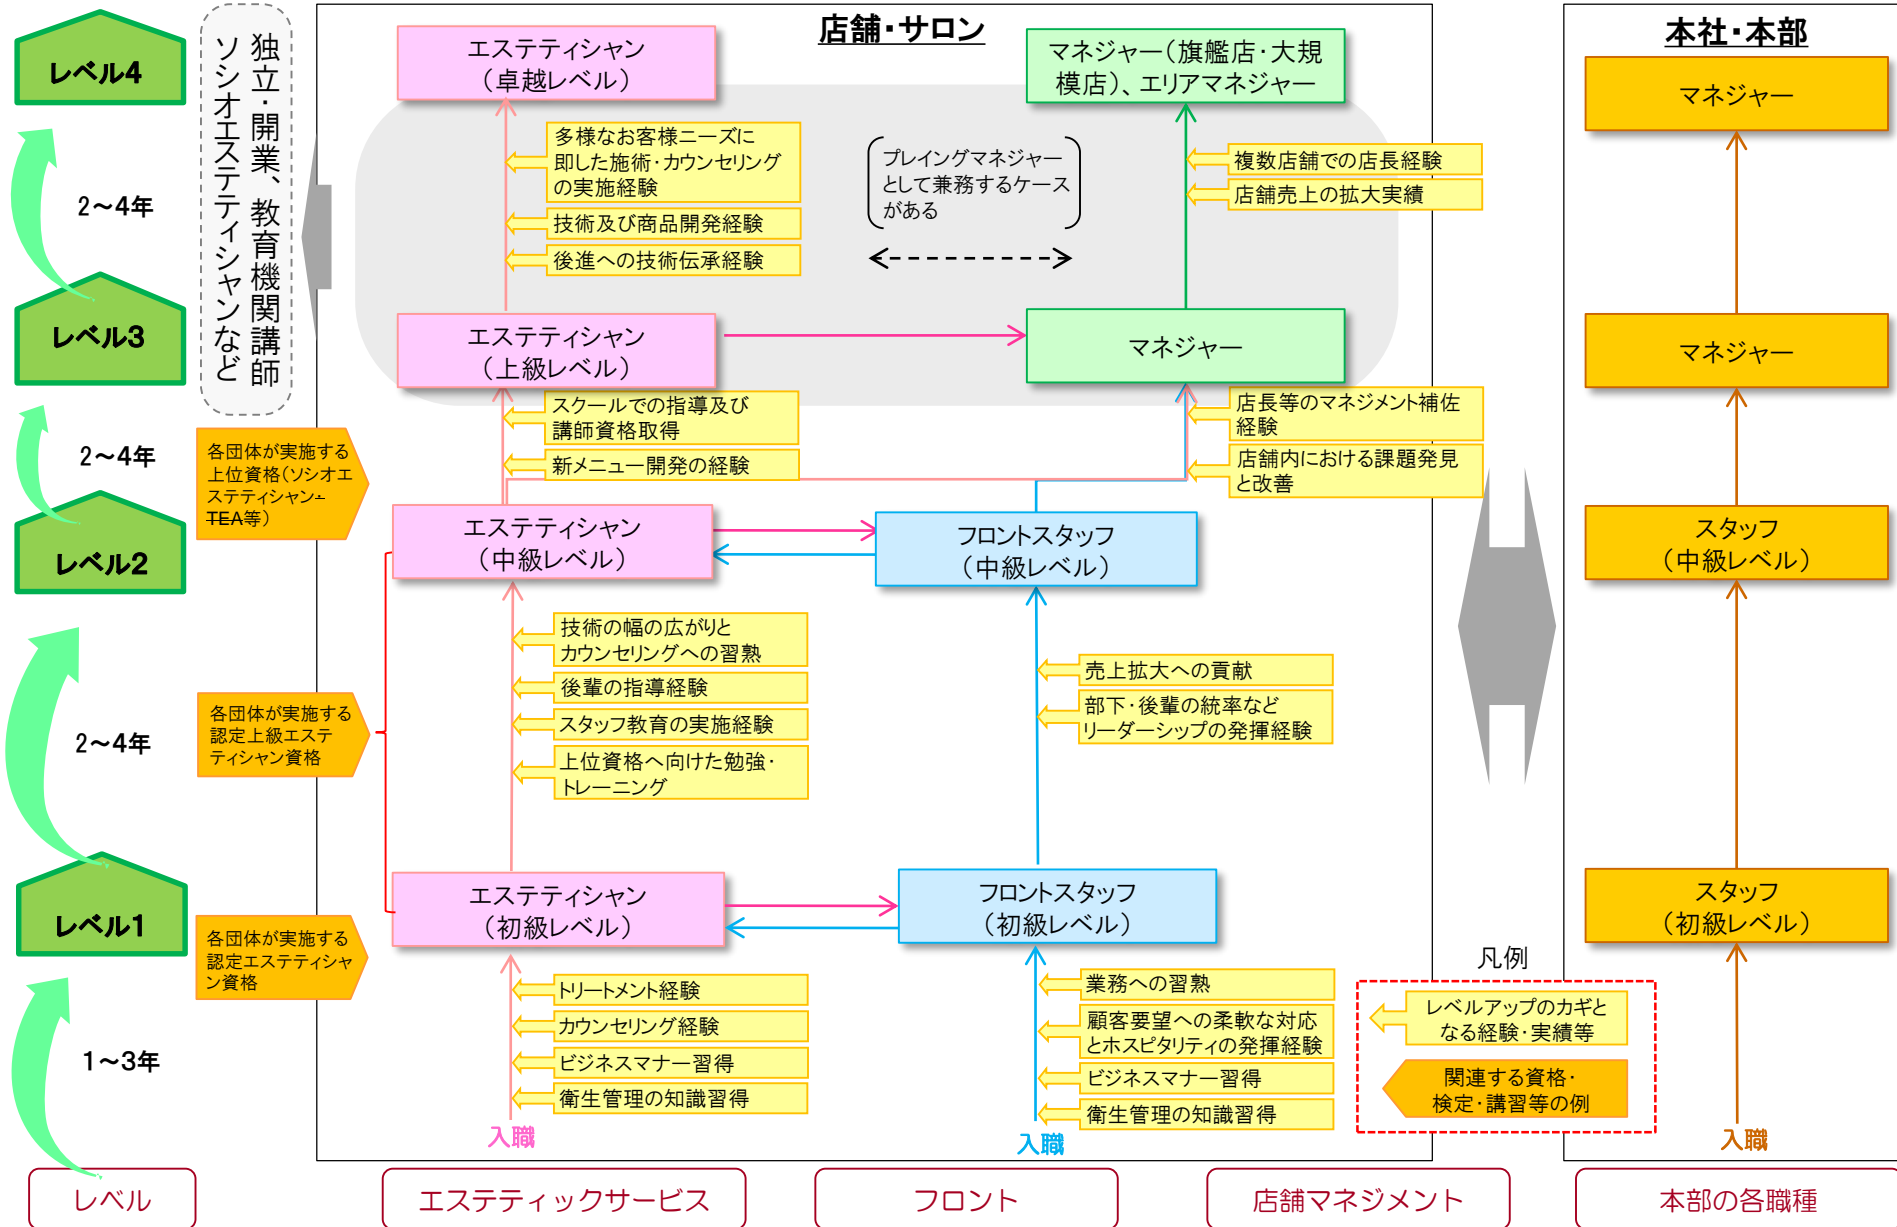 店舗・サロン
本社・本部
レベル4
2～4年
レベル3
2～4年
レベル2
2～4年
レベル1
1～3年
独立・開業、教育機関講師
ソシオエステティシャンなど
各団体が実施する
上位資格(ソシオエ
ステティシャン-
TEA等)
各団体が実施する
認定上級エステ
ティシャン資格
各団体が実施する
認定エステティシャ
ン資格
エステティシャン
(卓越レベル)
多様なお客様ニーズに
即した施術・カウンセリング
の実施経験
技術及び商品開発経験
後進への技術伝承経験
エステティシャン
(上級レベル)
スクールでの指導及び
講師資格取得
新メニュー開発の経験
エステティシャン
(中級レベル)
技術の幅の広がりと
カウンセリングへの習熟
後輩の指導経験
スタッフ教育の実施経験
上位資格へ向けた勉強・
トレーニング
エステティシャン
(初級レベル)
トリートメント経験
カウンセリング経験
ビジネスマナー習得
衛生管理の知識習得
入職
プレイングマネジャー
として兼務するケース
がある
フロントスタッフ
(中級レベル)
売上拡大への貢献
部下・後輩の統率など
リーダーシップの発揮経験
フロントスタッフ
(初級レベル)
業務への習熟
顧客要望への柔軟な対応
とホスピタリティの発揮経験
ビジネスマナー習得
衛生管理の知識習得
入職
マネジャー(旗艦店・大規
模店)、エリアマネジャー
複数店舗での店長経験
店舗売上の拡大実績
マネジャー
店長等のマネジメント補佐
経験
店舗内における課題発見
と改善
マネジャー
マネジャー
スタッフ
(中級レベル)
スタッフ
(初級レベル)
入職
凡例
レベルアップのカギと
なる経験・実績等
関連する資格・
検定・講習等の例
レベル
エステティックサービス
フロント
店舗マネジメント
本部の各職種